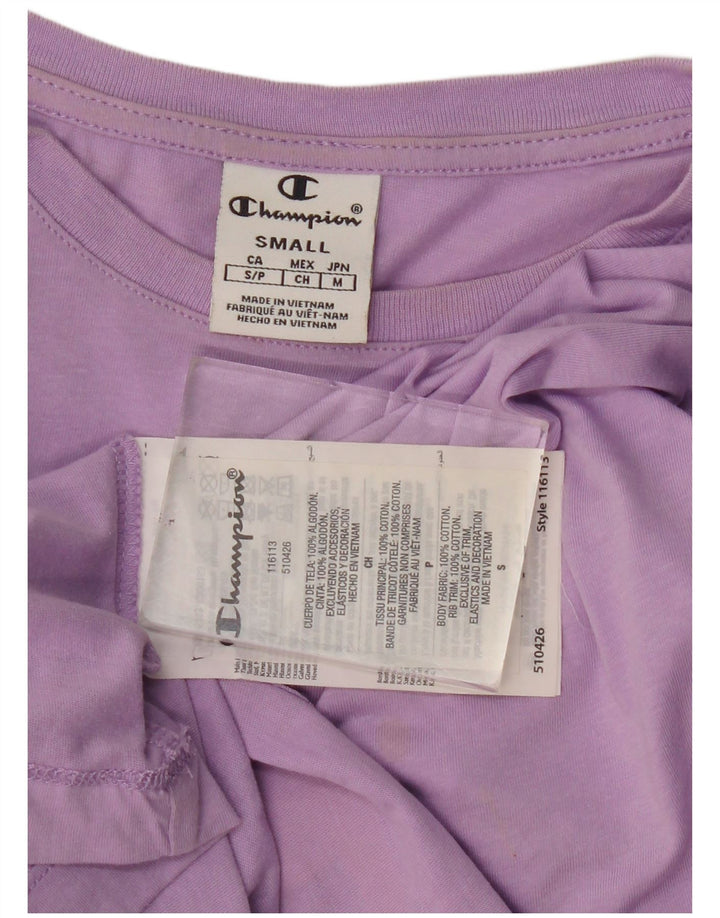 Champion®
SMALL
CA MEX JPN
S/P CH M
MADE IN VIETNAM
FABRIQUÉ AU VIÊT-NAM
HECHO EN VIETNAM
Champion®
116113
510426
CUERPO DE TELA: 100% ALGODÓN.
CINTA: 100% ALGODÓN.
EXCLUYENDO ACCESORIOS,
ELÁSTICOS Y DECORACIÓN
HECHO EN VIETNAM
CH
TISSU PRINCIPAL: 100% COTON.
BANDE DE TRICOT CÔTELÉ: 100% COTON.
GARNITURES NON COMPRISES
FABRIQUÉ AU VIÊT-NAM
P
BODY FABRIC: 100% COTTON.
RIB TRIM: 100% COTTON.
EXCLUSIVE OF TRIM,
ELASTICS AND DECORATION
MADE IN VIETNAM
S
510426
Style 116113